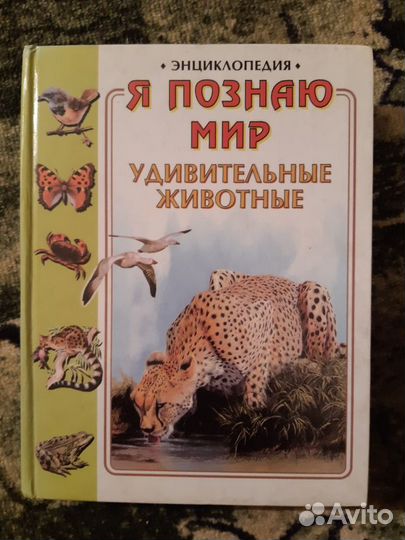 • ЭНЦИКЛОПЕДИЯ •
Я ПОЗНАЮ
МИР
УДИВИТЕЛЬНЫЕ
ЖИВОТНЫЕ
Avito